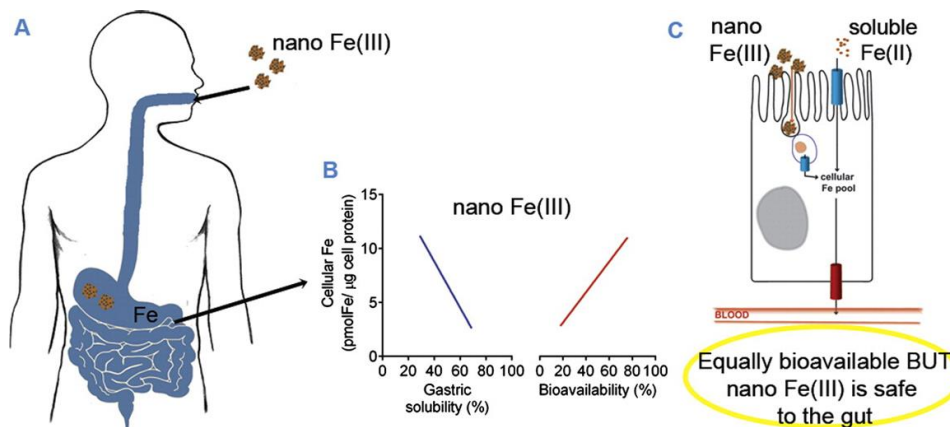 A
nano Fe(III)
Fe
B
nano Fe(III)
Cellular Fe
(pmolFe/ µg cell protein)
15
10
5
0
0 20 40 60 80 100
Gastric
solubility (%)
0 20 40 60 80 100
Bioavailability (%)
C
nano
Fe(III)
soluble
Fe(II)
cellular
Fe pool
BLOOD
Equally bioavailable BUT
nano Fe(III) is safe
to the gut